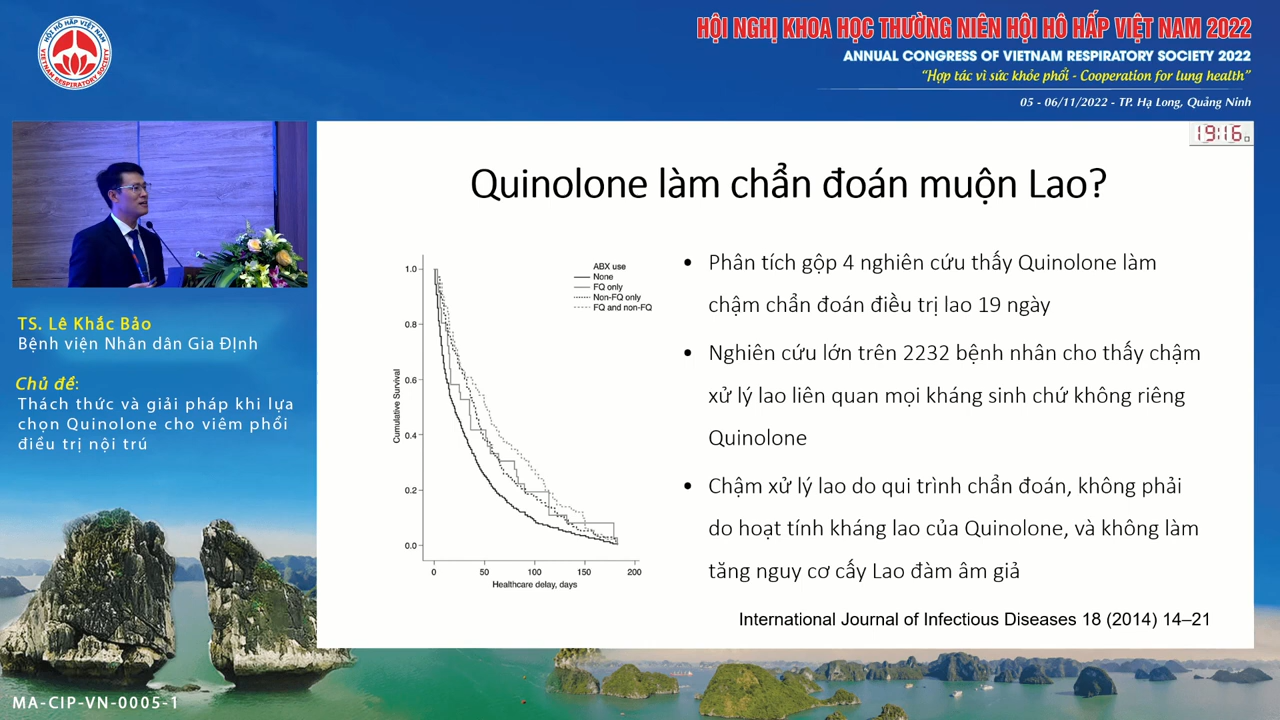 HỘI HÔ HẤP VIỆT NAM
VIETNAM RESPIRATORY SOCIETY
HỘI NGHỊ KHOA HỌC THƯỜNG NIÊN HỘI HÔ HẤP VIỆT NAM 2022
ANNUAL CONGRESS OF VIETNAM RESPIRATORY SOCIETY 2022
“Hợp tác vì sức khỏe phổi - Cooperation for lung health”
05 - 06/11/2022 - TP. Hạ Long, Quảng Ninh
TS. Lê Khắc Bảo
Bệnh viện Nhân dân Gia ĐỊnh
Chủ đề:
Thách thức và giải pháp khi lựa
chọn Quinolone cho viêm phổi
điều trị nội trú
19:16
Quinolone làm chẩn đoán muộn Lao?
ABX use
None
FQ only
Non-FQ only
FQ and non-FQ
Cumulative Survival
1.0
0.8
0.6
0.4
0.2
0.0
0 50 100 150 200
Healthcare delay, days
• Phân tích gộp 4 nghiên cứu thấy Quinolone làm
chậm chẩn đoán điều trị lao 19 ngày
• Nghiên cứu lớn trên 2232 bệnh nhân cho thấy chậm
xử lý lao liên quan mọi kháng sinh chứ không riêng
Quinolone
• Chậm xử lý lao do qui trình chẩn đoán, không phải
do hoạt tính kháng lao của Quinolone, và không làm
tăng nguy cơ cấy Lao đàm âm giả
International Journal of Infectious Diseases 18 (2014) 14–21
MA-CIP-VN-0005-1